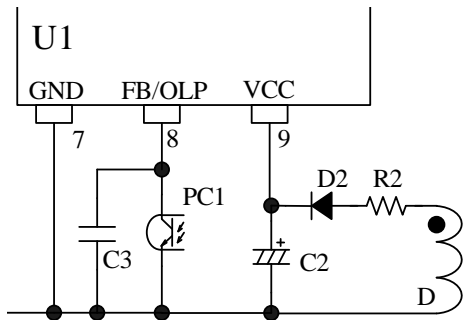 U1
GND FB/OLP VCC
7 8 9
D2 R2
PC1
C3 C2
D